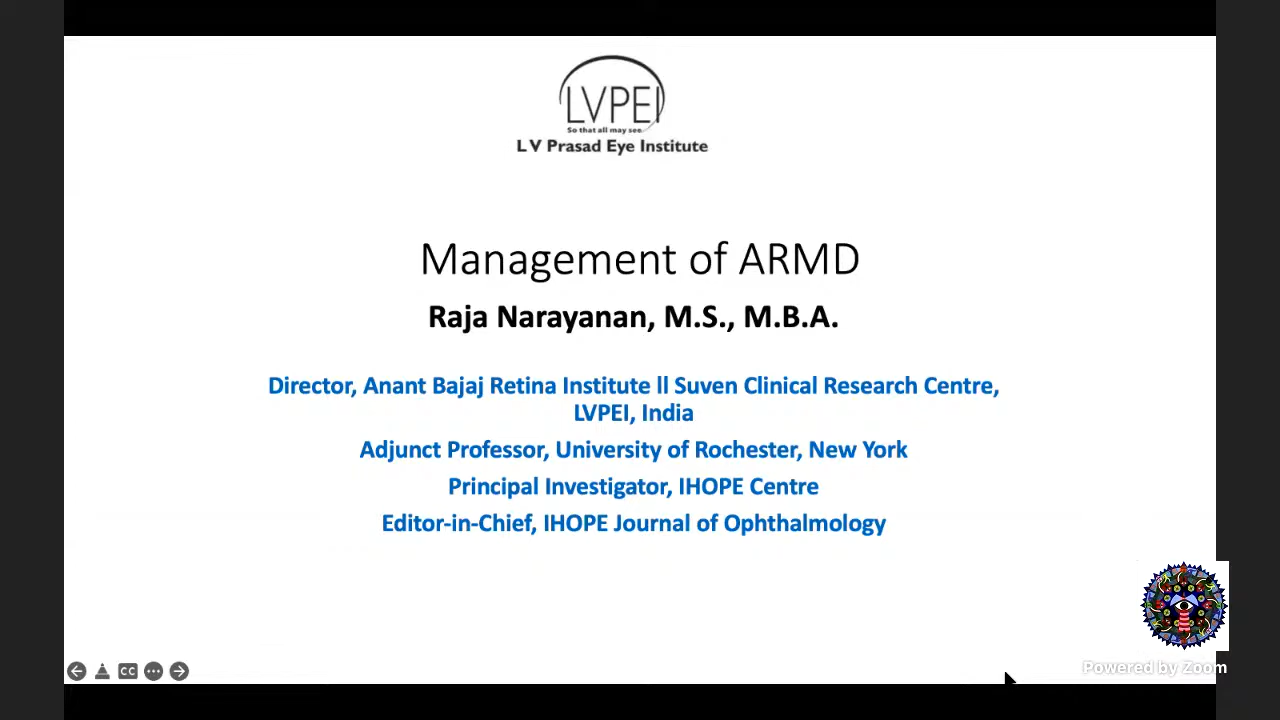 LVPEI
So that all may see.
L V Prasad Eye Institute
Management of ARMD
Raja Narayanan, M.S., M.B.A.
Director, Anant Bajaj Retina Institute ll Suven Clinical Research Centre,
LVPEI, India
Adjunct Professor, University of Rochester, New York
Principal Investigator, IHOPE Centre
Editor-in-Chief, IHOPE Journal of Ophthalmology
CC
Powered by Zoom